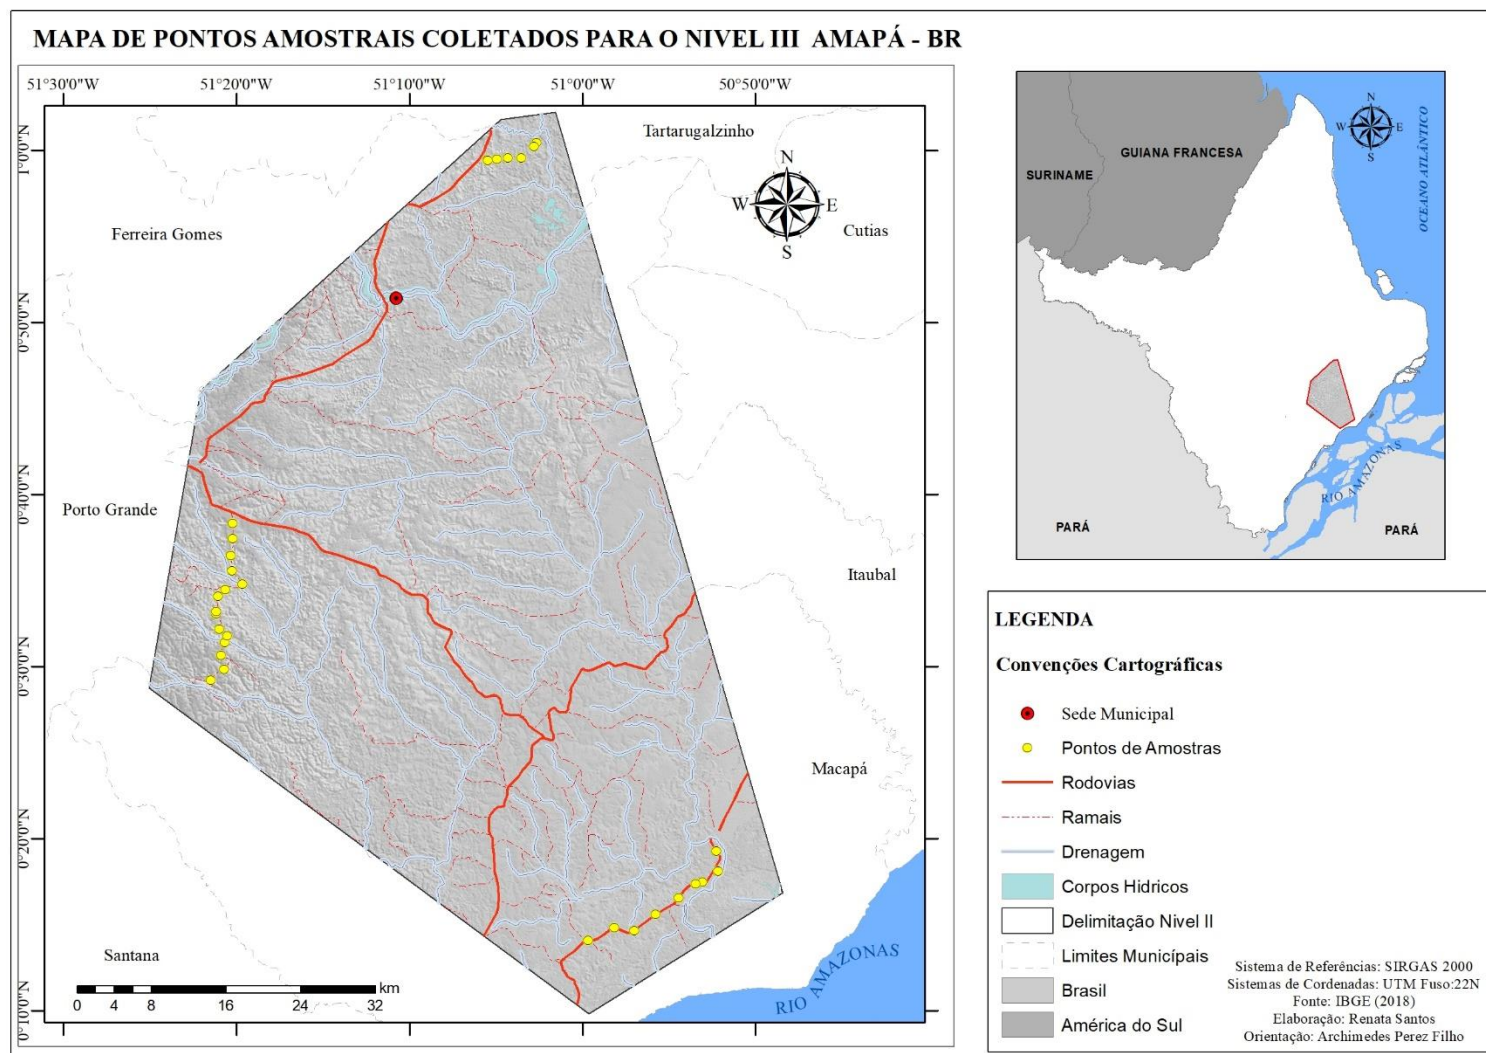 MAPA DE PONTOS AMOSTRAIS COLETADOS PARA O NIVEL III AMAPÁ - BR
51°30'0"W 51°20'0"W 51°10'0"W 51°0'0"W 50°50'0"W
1°0'0"N
0°50'0"N
0°40'0"N
0°30'0"N
0°20'0"N
0°10'0"N
Tartarugalzinho
N
W E
S
Ferreira Gomes
Cutias
Porto Grande
Itaubal
Macapá
Santana
RIO AMAZONAS
km
0 4 8 16 24 32
N
W E
S
OCEANO ATLÁNTICO
GUIANA FRANCESA
SURINAME
RIO AMAZONAS
PARÁ
PARÁ
LEGENDA
Convenções Cartográficas
Sede Municipal
Pontos de Amostras
Rodovias
Ramais
Drenagem
Corpos Hidricos
Delimitação Nivel II
Limites Municípais
Brasil
América do Sul
Sistema de Referências: SIRGAS 2000
Sistemas de Cordenadas: UTM Fuso:22N
Fonte: IBGE (2018)
Elaboração: Renata Santos
Orientação: Archimedes Perez Filho